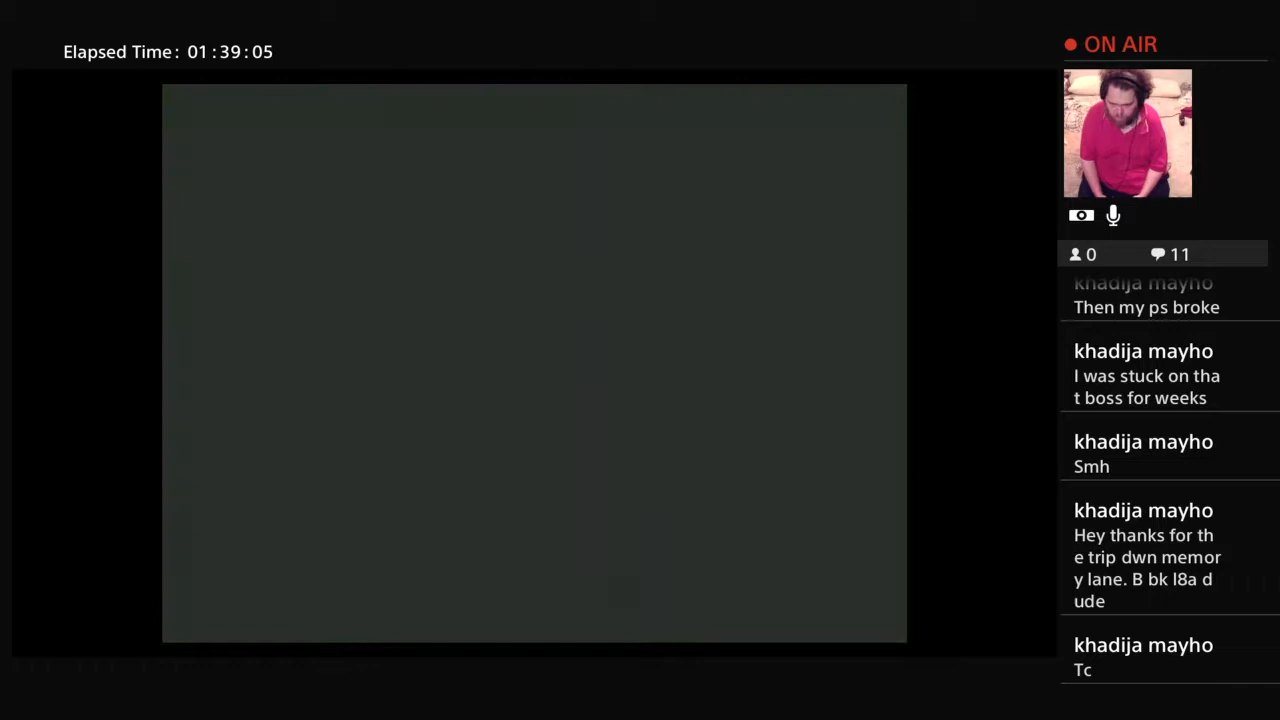 Elapsed Time: 01:39:05
ON AIR
0 11
khadija mayho
Then my ps broke
khadija mayho
I was stuck on tha
t boss for weeks
khadija mayho
Smh
khadija mayho
Hey thanks for th
e trip dwn memor
y lane. B bk l8a d
ude
khadija mayho
Tc